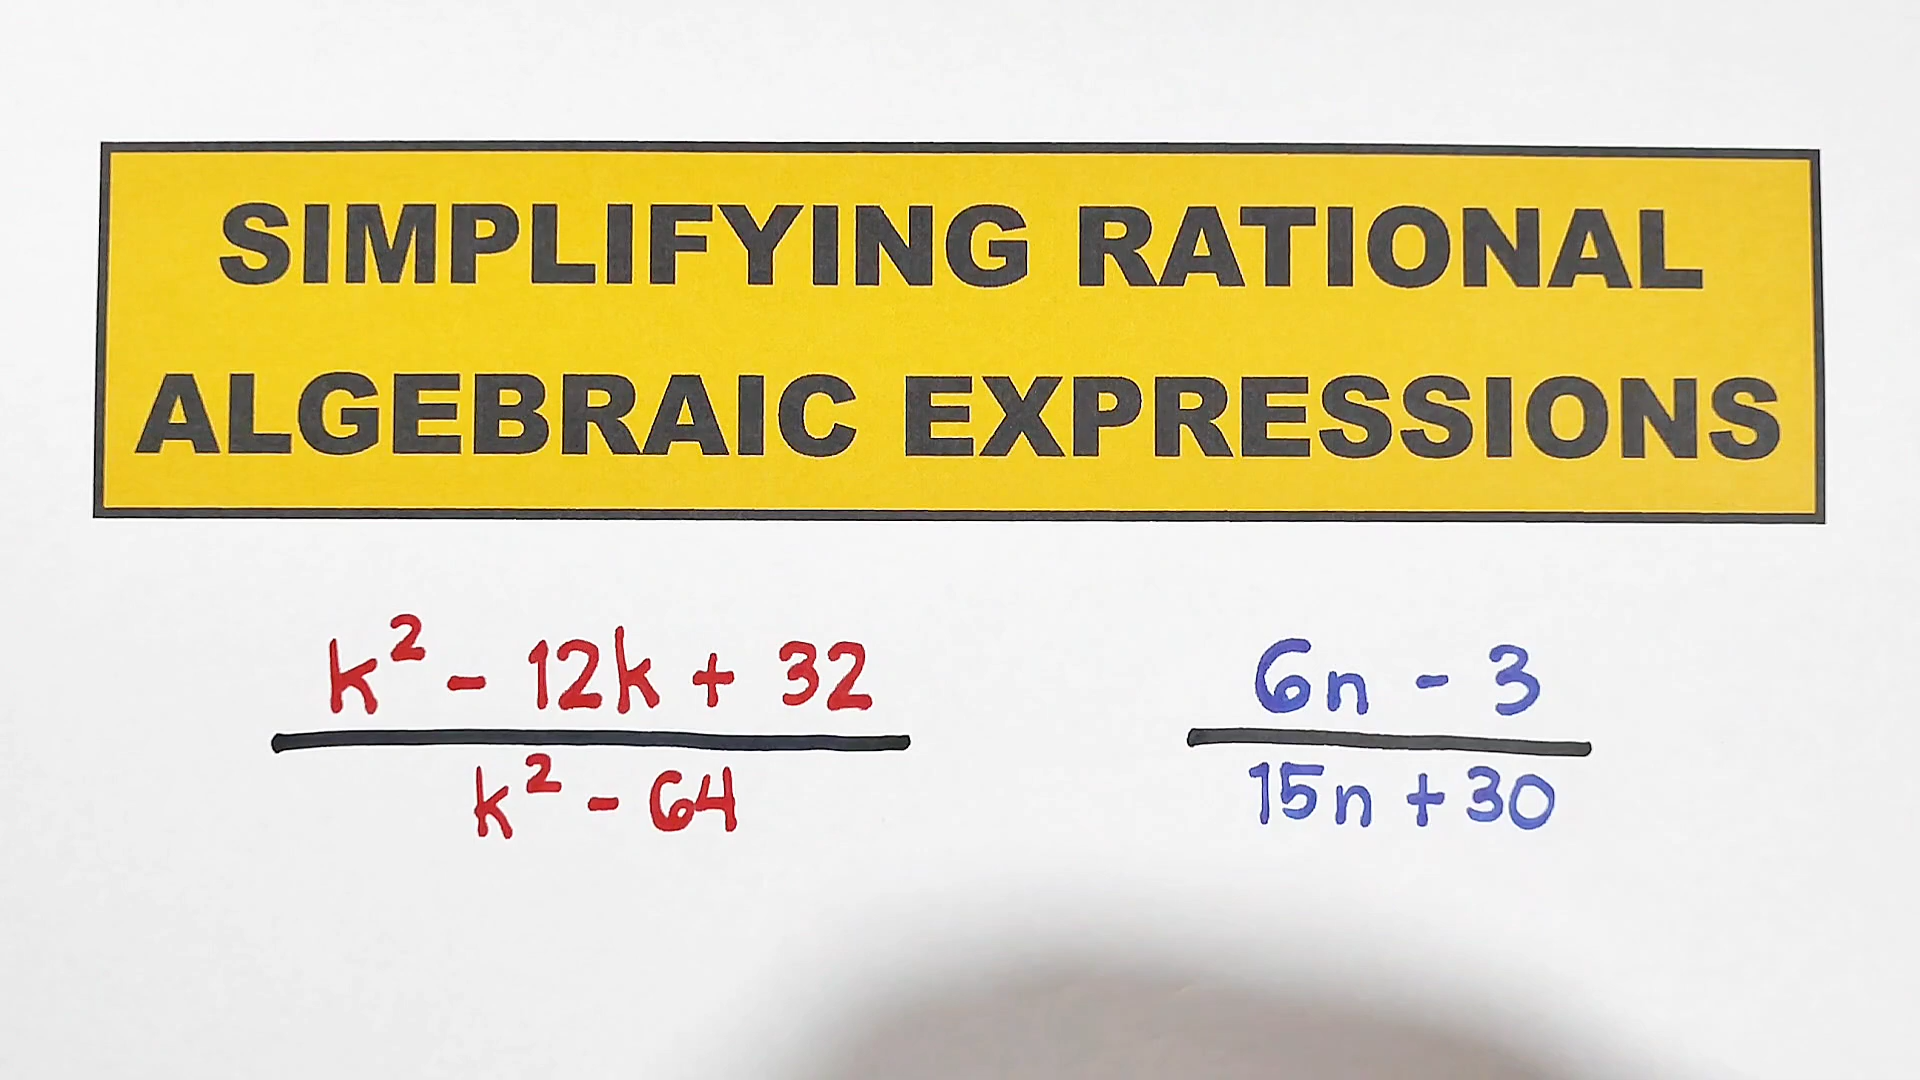 SIMPLIFYING RATIONAL
ALGEBRAIC EXPRESSIONS
k² - 12k + 32
k² - 64
6n - 3
15n + 30